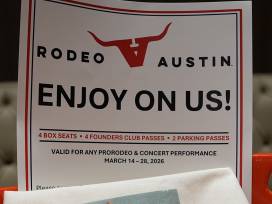 RODEO AUSTIN
ENJOY ON US!
4 BOX SEATS • 4 FOUNDERS CLUB PASSES • 2 PARKING PASSES
VALID FOR ANY PRORODEO & CONCERT PERFORMANCE
MARCH 14 – 28, 2026
Please